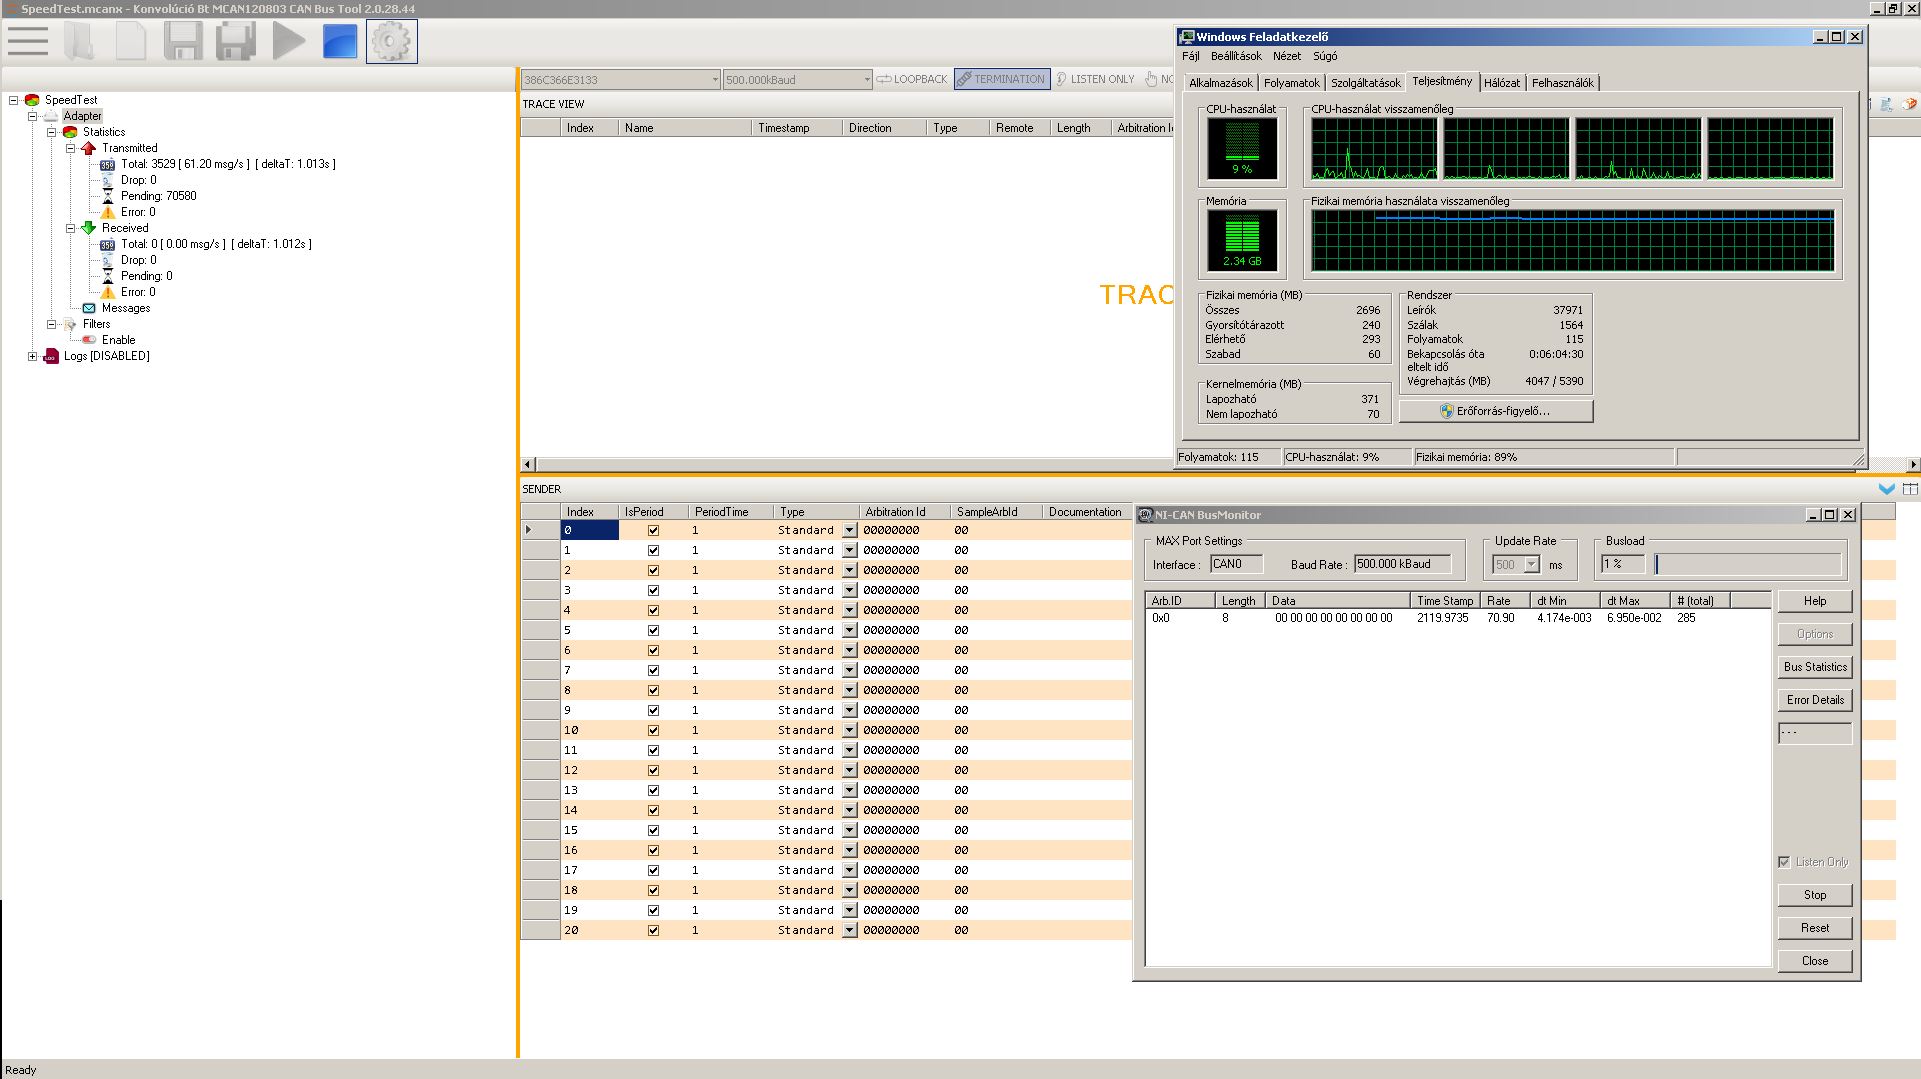 SpeedTest.mcanx - Konvolúció Bt MCAN120803 CAN Bus Tool 2.0.28.44
386C366E3133 500.000kBaud LOOPBACK TERMINATION LISTEN ONLY
SpeedTest
Adapter
Statistics
Transmitted
Total: 3529 [ 61.20 msg/s ] [ deltaT: 1.013s ]
Drop: 0
Pending: 70580
Error: 0
Received
Total: 0 [ 0.00 msg/s ] [ deltaT: 1.012s ]
Drop: 0
Pending: 0
Error: 0
Messages
Filters
Enable
Logs [DISABLED]
TRACE VIEW
Index Name Timestamp Direction Type Remote Length Arbitration
TRAC
Windows Feladatkezelő
Fájl Beállítások Nézet Súgó
Alkalmazások Folyamatok Szolgáltatások Teljesítmény Hálózat Felhasználók
CPU-használat CPU-használat visszamenőleg
9 %
Memória Fizikai memória használata visszamenőleg
2.34 GB
Fizikai memória (MB)
Összes 2696
Gyorsítótárazott 240
Elérhető 293
Szabad 60
Kernelmemória (MB)
Lapozható 371
Nem lapozható 70
Rendszer
Leírók 37971
Szálak 1564
Folyamatok 115
Bekapcsolás óta 0:06:04:30
eltelt idő
Végrehajtás (MB) 4047 / 5390
Erőforrás-figyelő...
Folyamatok: 115 CPU-használat: 9% Fizikai memória: 89%
SENDER
Index IsPeriod PeriodTime Type Arbitration Id SampleArbId Documentation
0 1 Standard 00000000 00
1 1 Standard 00000000 00
2 1 Standard 00000000 00
3 1 Standard 00000000 00
4 1 Standard 00000000 00
5 1 Standard 00000000 00
6 1 Standard 00000000 00
7 1 Standard 00000000 00
8 1 Standard 00000000 00
9 1 Standard 00000000 00
10 1 Standard 00000000 00
11 1 Standard 00000000 00
12 1 Standard 00000000 00
13 1 Standard 00000000 00
14 1 Standard 00000000 00
15 1 Standard 00000000 00
16 1 Standard 00000000 00
17 1 Standard 00000000 00
18 1 Standard 00000000 00
19 1 Standard 00000000 00
20 1 Standard 00000000 00
NI-CAN BusMonitor
MAX Port Settings Update Rate Busload
Interface : CAN0 Baud Rate : 500.000 kBaud 500 ms 1 %
Arb.ID Length Data Time Stamp Rate dt Min dt Max # (total)
0x0 8 00 00 00 00 00 00 00 00 2119.9735 70.90 4.174e-003 6.950e-002 285
Help
Options
Bus Statistics
Error Details
---
Listen Only
Stop
Reset
Close
Ready